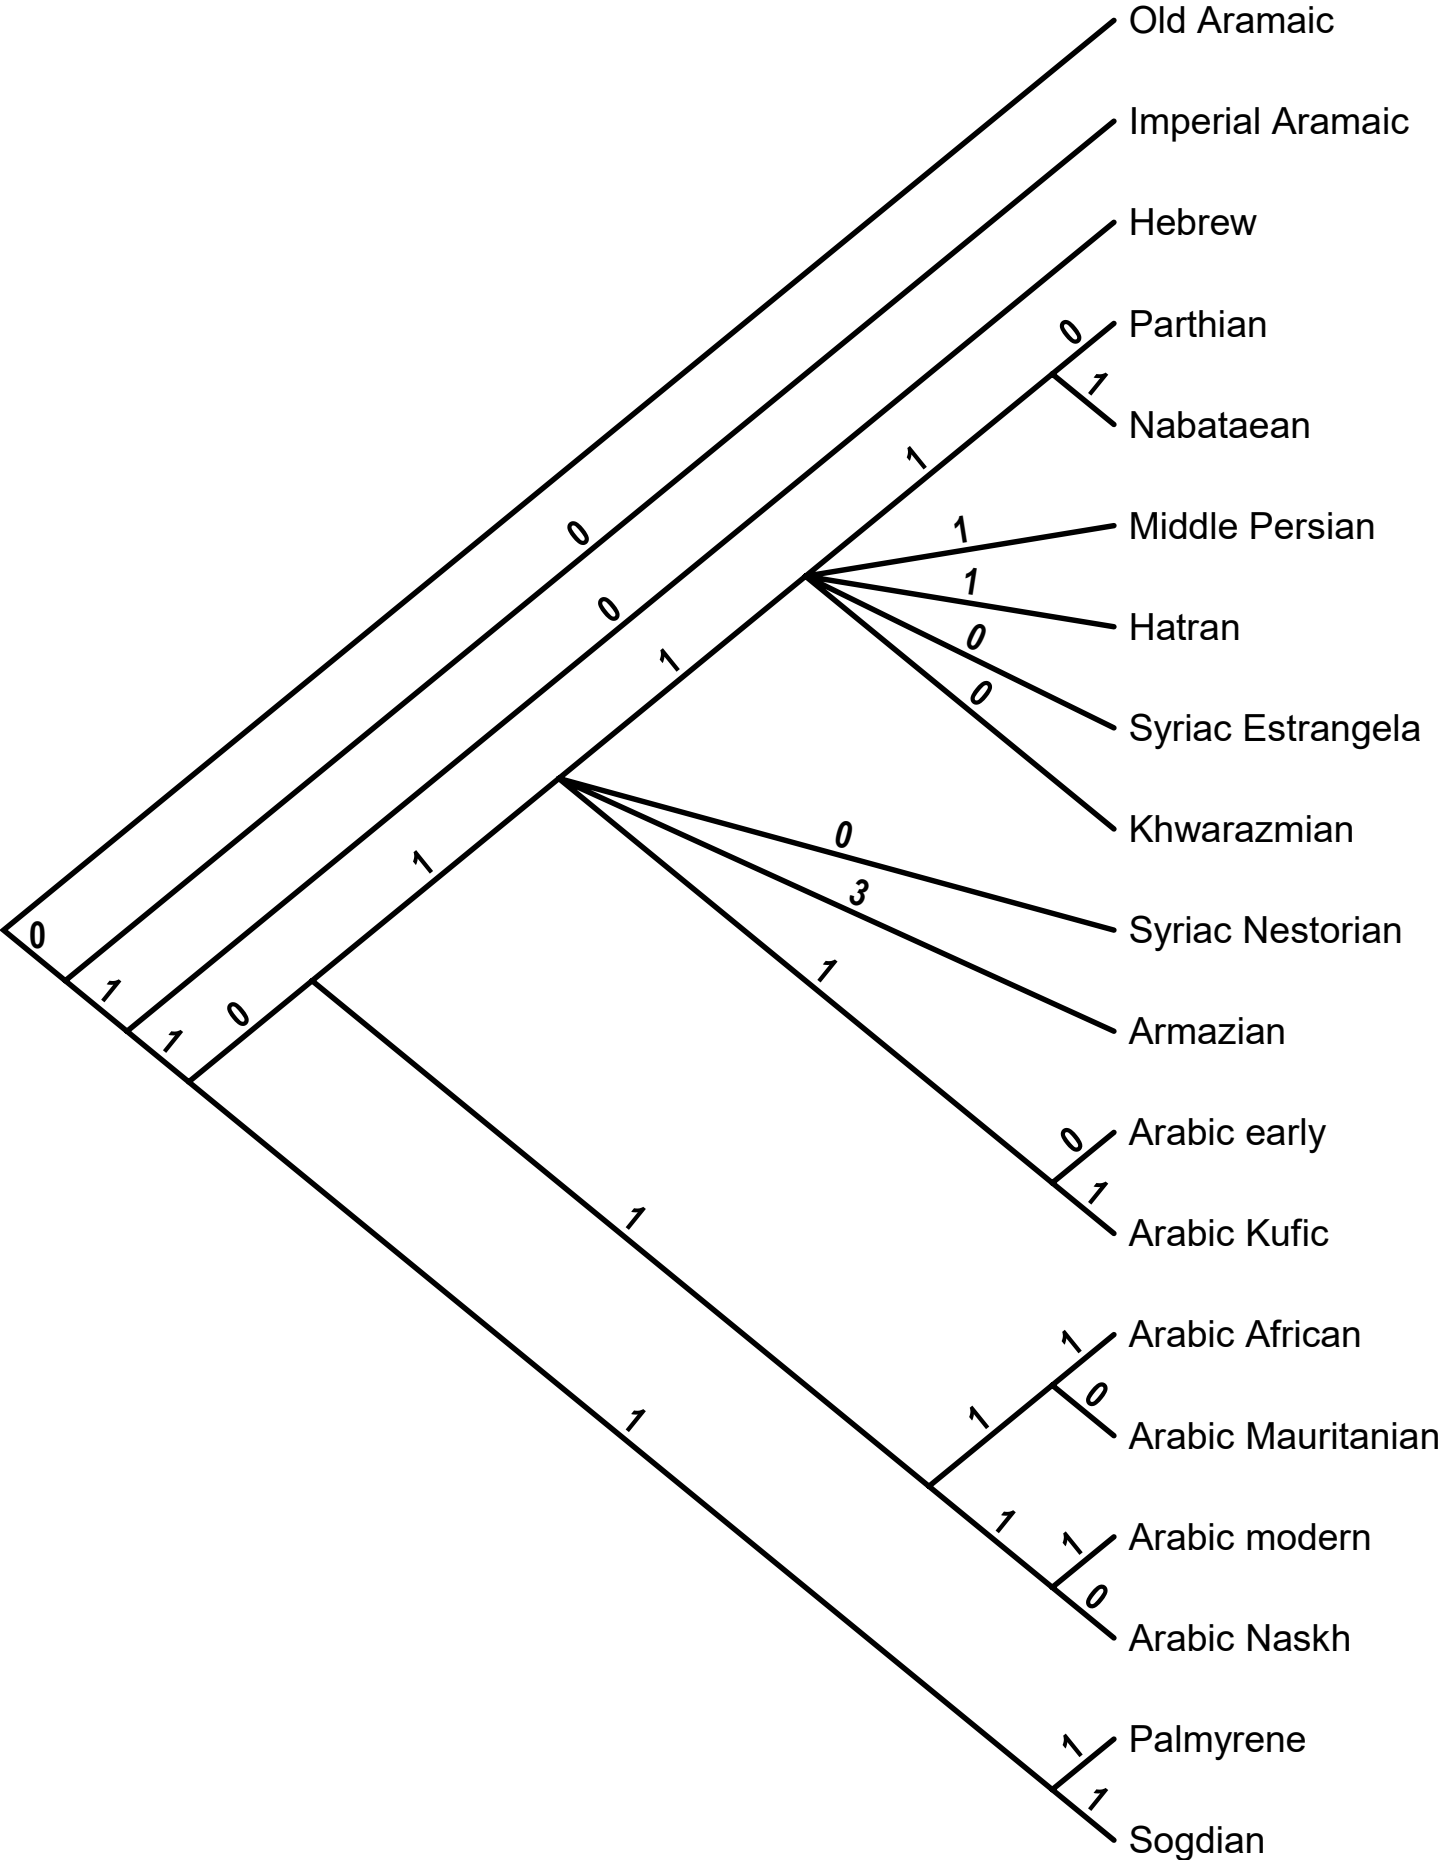 Old Aramaic
Imperial Aramaic
Hebrew
0
Parthian
1
Nabataean
1
1
Middle Persian
0
1
Hatran
0
0
1
0
Syriac Estrangela
Khwarazmian
0
1
3
Syriac Nestorian
0
1
1
0
1
Armazian
0
Arabic early
1
Arabic Kufic
1
1
Arabic African
0
1
1
Arabic Mauritanian
1
1
Arabic modern
0
Arabic Naskh
1
Palmyrene
1
Sogdian